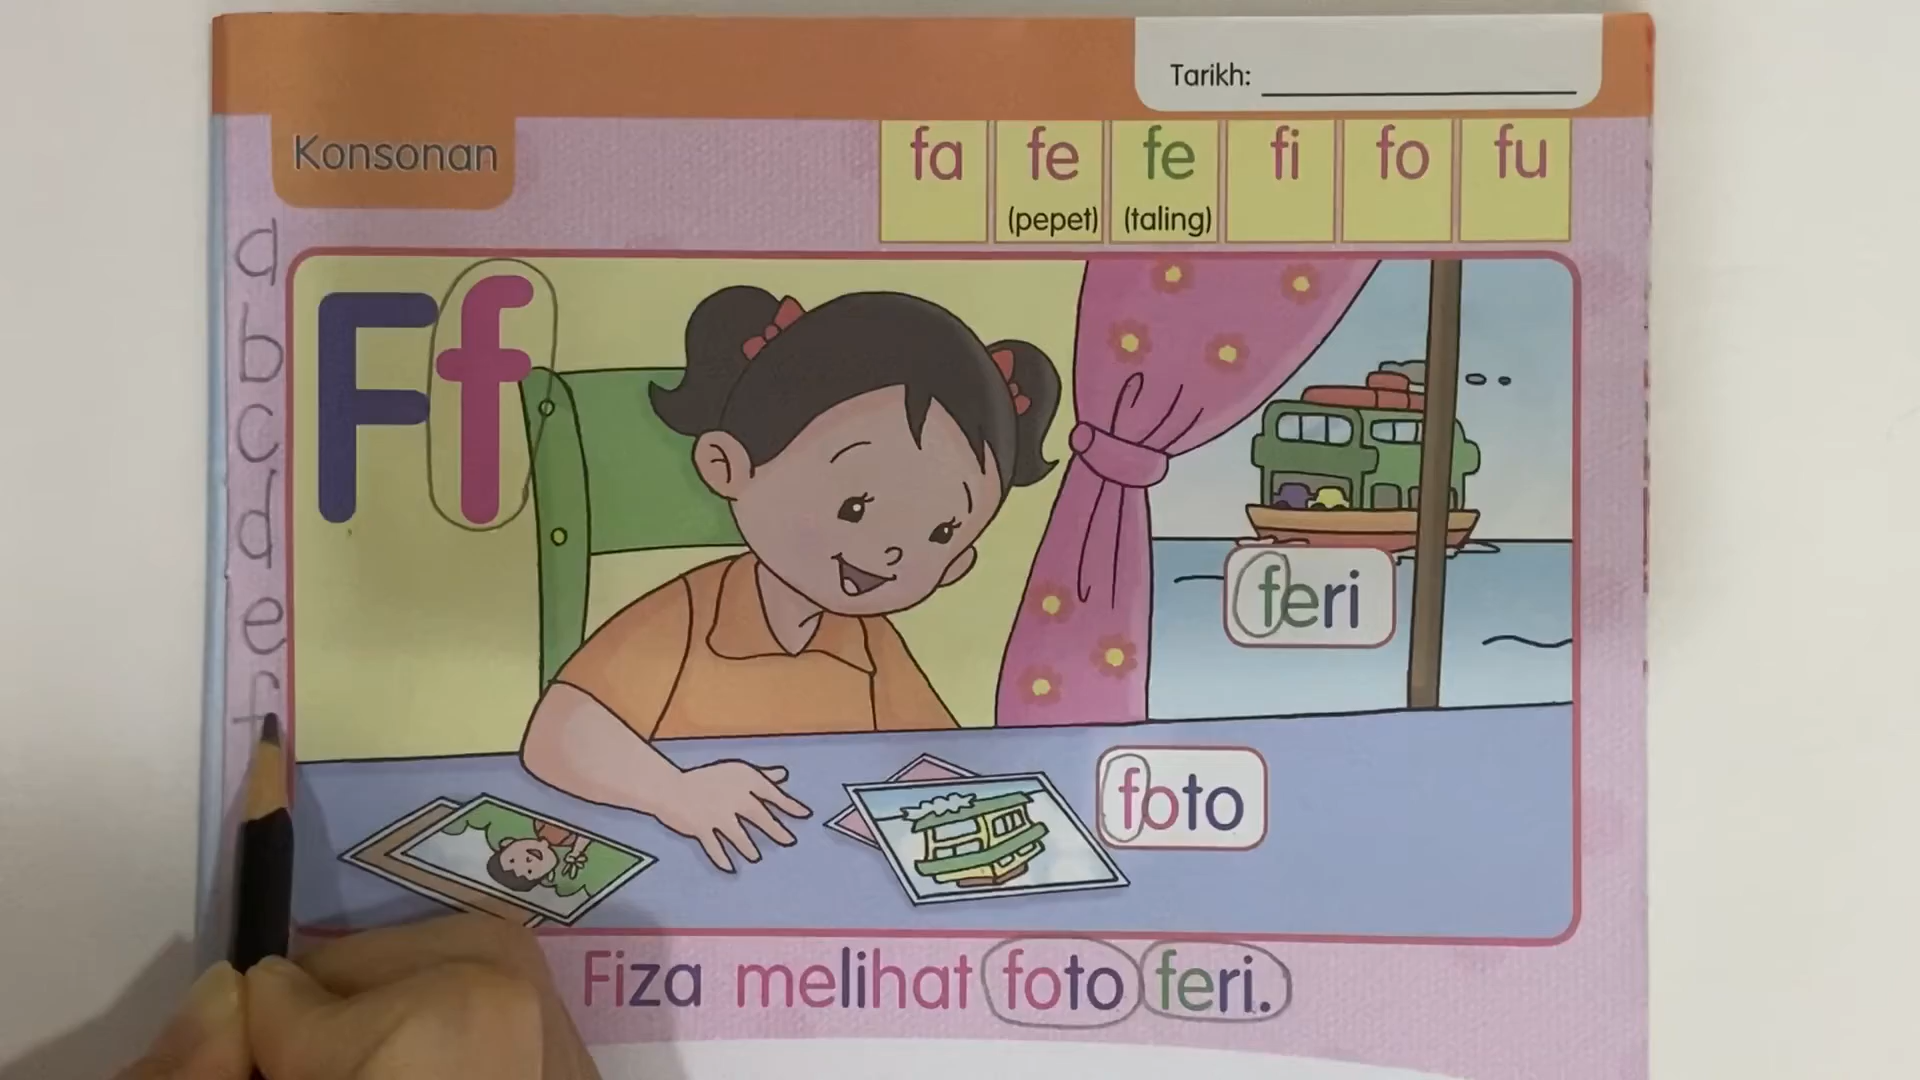 Tarikh:
Konsonan
fa fe fe fi fo fu
(pepet) (taling)
d
b
c
d
e
f
Ff
feri
foto
Fiza melihat foto feri.